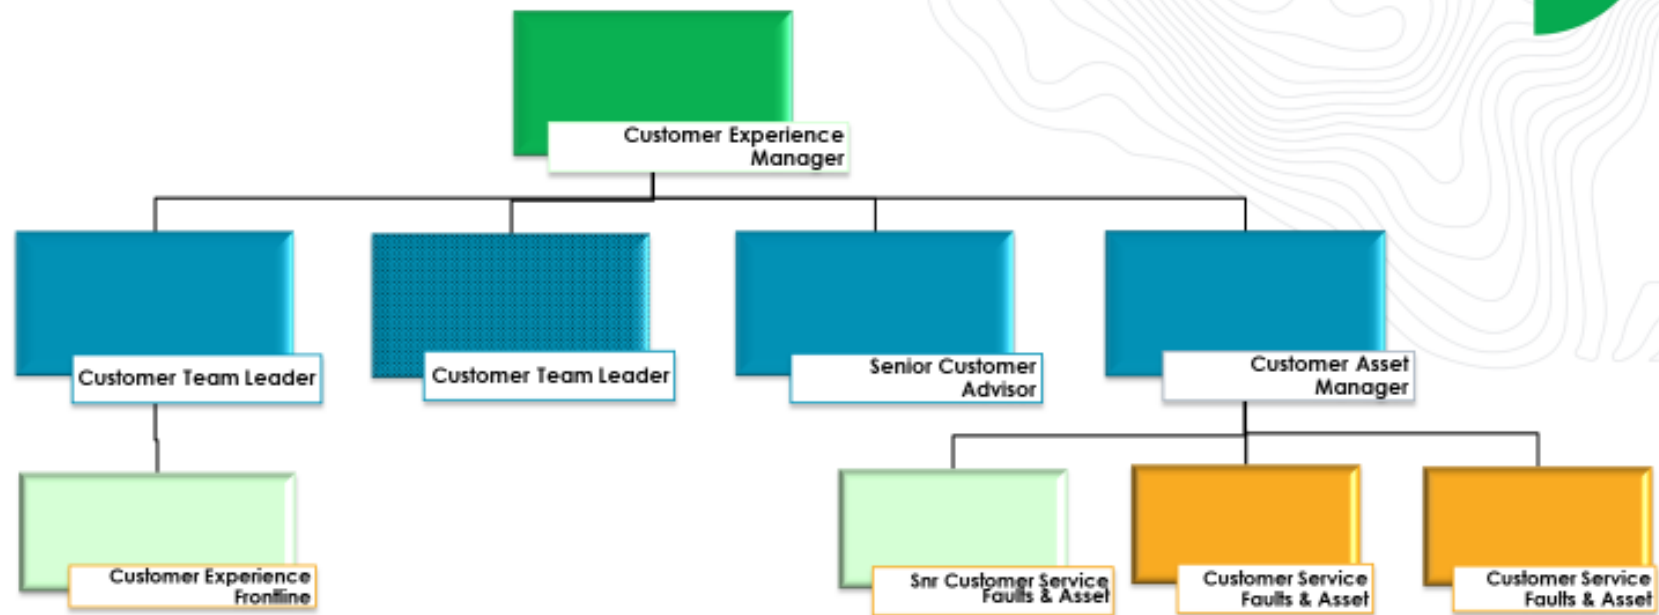 Customer Experience
Manager
Customer Team Leader
Customer Team Leader
Senior Customer
Advisor
Customer Asset
Manager
Customer Experience
Frontline
Snr Customer Service
Faults & Asset
Customer Service
Faults & Asset
Customer Service
Faults & Asset